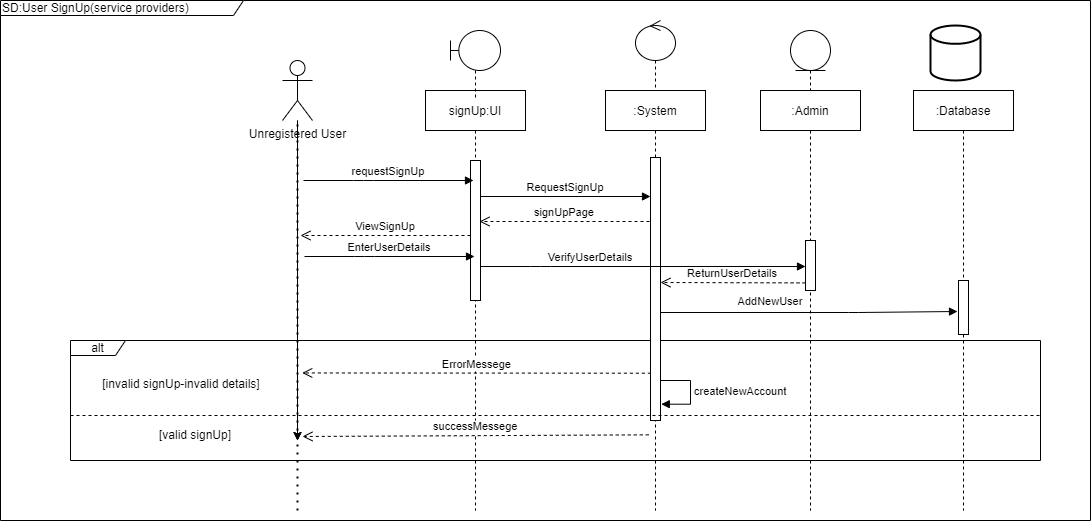 SD:User SignUp(service providers)
Unregistered User
signUp:UI
:System
:Admin
:Database
requestSignUp
RequestSignUp
signUpPage
ViewSignUp
EnterUserDetails
VerifyUserDetails
ReturnUserDetails
AddNewUser
alt
ErrorMessege
[invalid signUp-invalid details]
createNewAccount
successMessege
[valid signUp]